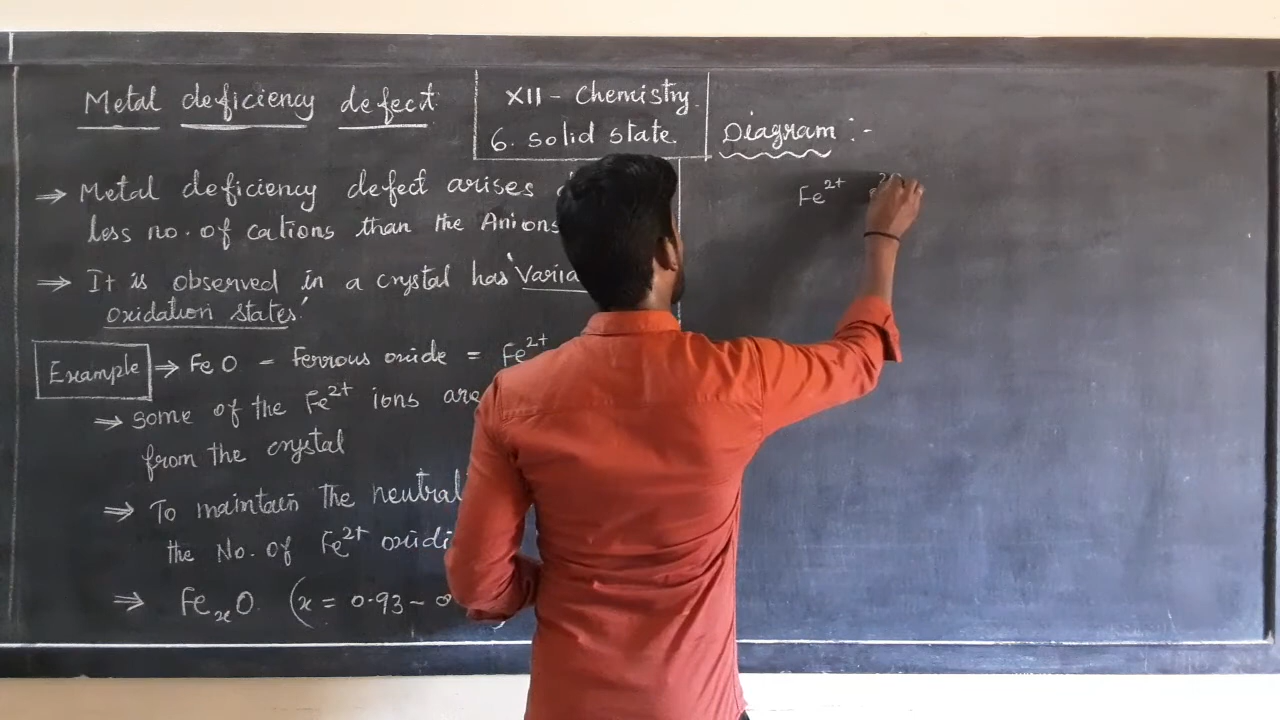 Metal deficiency defect
XII - Chemistry
6. Solid state
⇒ Metal deficiency defect arises
less no. of cations than the Anions
⇒ It is observed in a crystal has 'Varia
oxidation states'
Example ⇒ FeO - Ferrous oxide = Fe²⁺
⇒ some of the Fe²⁺ ions are
from the crystal
⇒ To maintain the neutral
the No. of Fe²⁺ oxidi
⇒ FeₓO (x = 0.93 -
Diagram :-
Fe²⁺